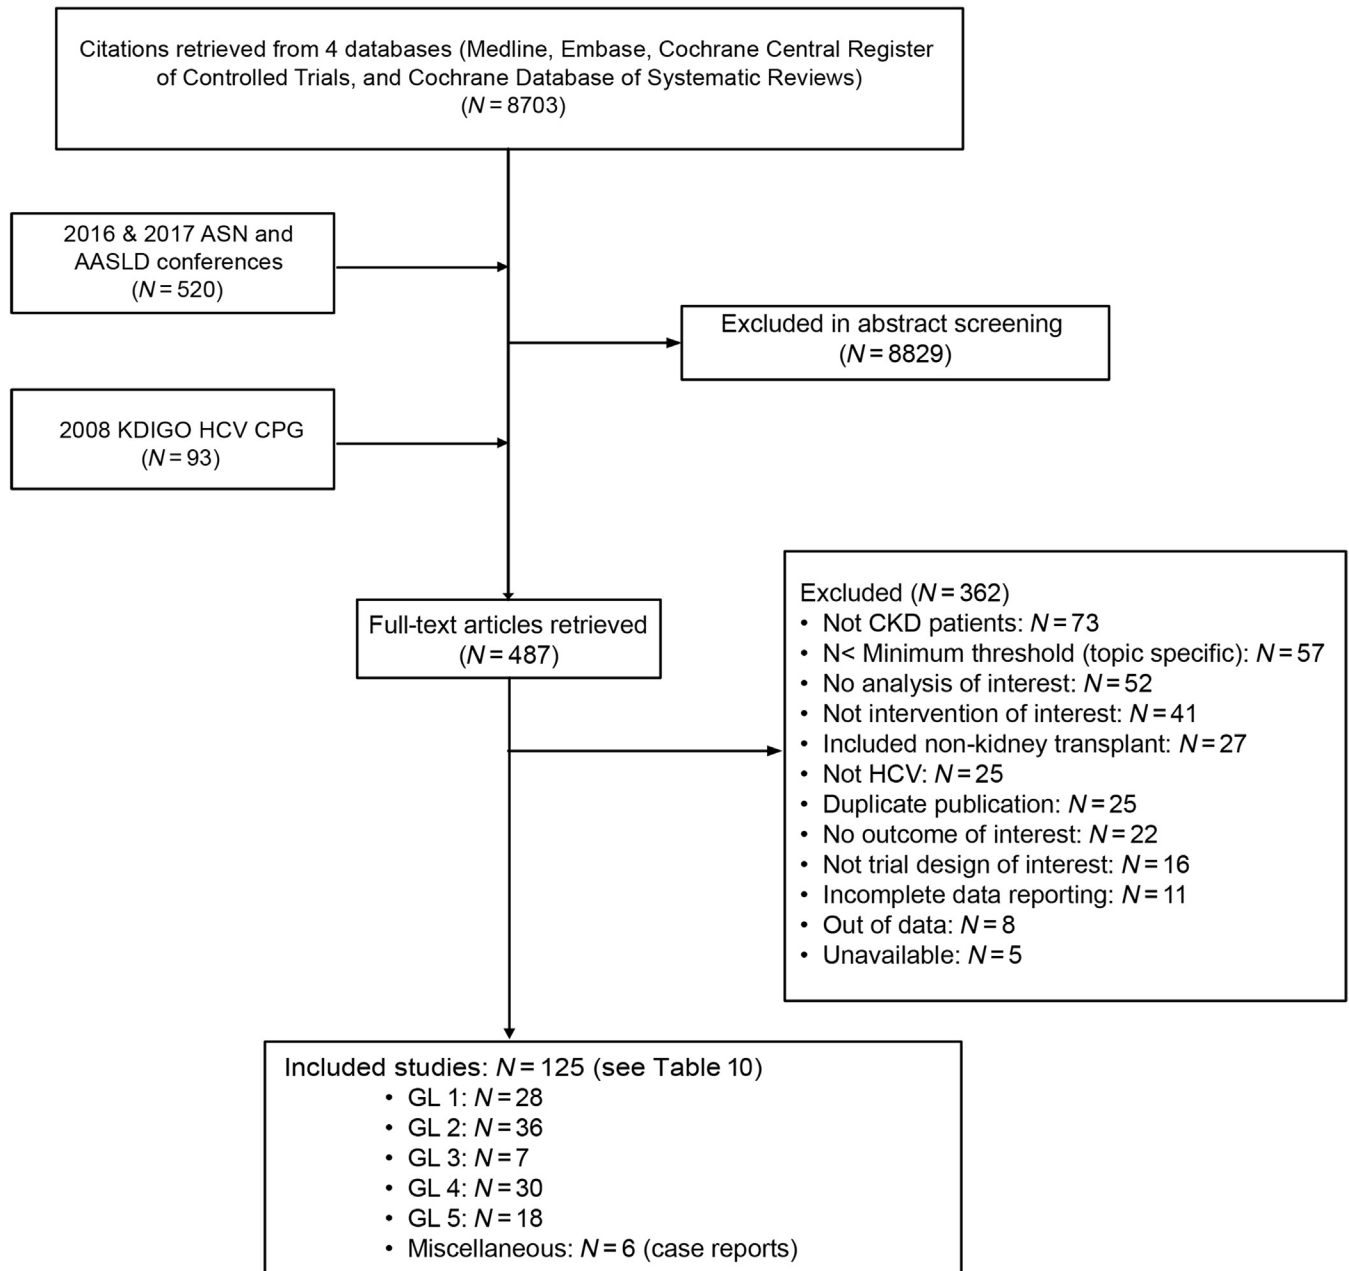 Citations retrieved from 4 databases (Medline, Embase, Cochrane Central Register
of Controlled Trials, and Cochrane Database of Systematic Reviews)
(N = 8703)
2016 & 2017 ASN and
AASLD conferences
(N = 520)
Excluded in abstract screening
(N = 8829)
2008 KDIGO HCV CPG
(N = 93)
Full-text articles retrieved
(N = 487)
Excluded (N = 362)
• Not CKD patients: N = 73
• N< Minimum threshold (topic specific): N = 57
• No analysis of interest: N = 52
• Not intervention of interest: N = 41
• Included non-kidney transplant: N = 27
• Not HCV: N = 25
• Duplicate publication: N = 25
• No outcome of interest: N = 22
• Not trial design of interest: N = 16
• Incomplete data reporting: N = 11
• Out of data: N = 8
• Unavailable: N = 5
Included studies: N = 125 (see Table 10)
• GL 1: N = 28
• GL 2: N = 36
• GL 3: N = 7
• GL 4: N = 30
• GL 5: N = 18
• Miscellaneous: N = 6 (case reports)